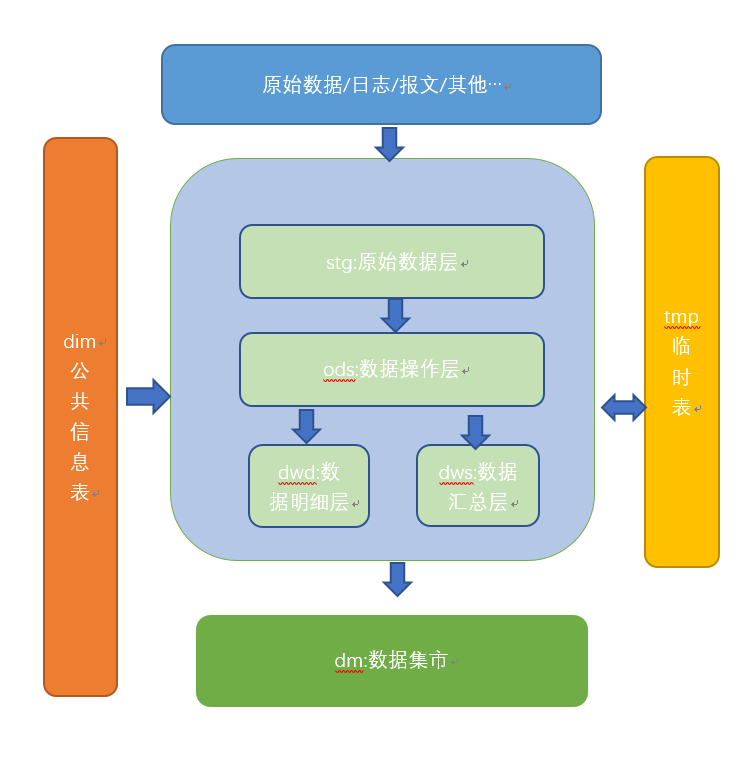 原始数据/日志/报文/其他…
stg:原始数据层
ods:数据操作层
dwd:数
据明细层
dws:数据
汇总层
dm:数据集市
dim
公
共
信
息
表
tmp
临
时
表